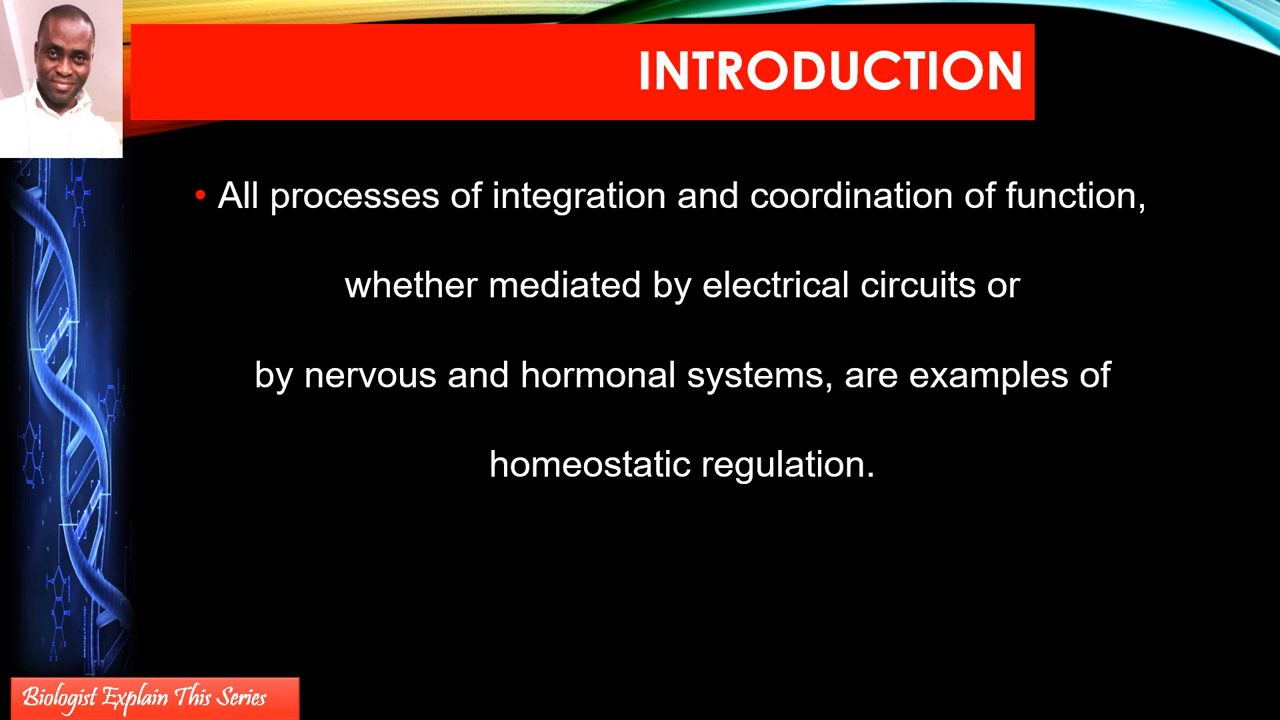 INTRODUCTION
• All processes of integration and coordination of function,
whether mediated by electrical circuits or
by nervous and hormonal systems, are examples of
homeostatic regulation.
Biologist Explain This Series